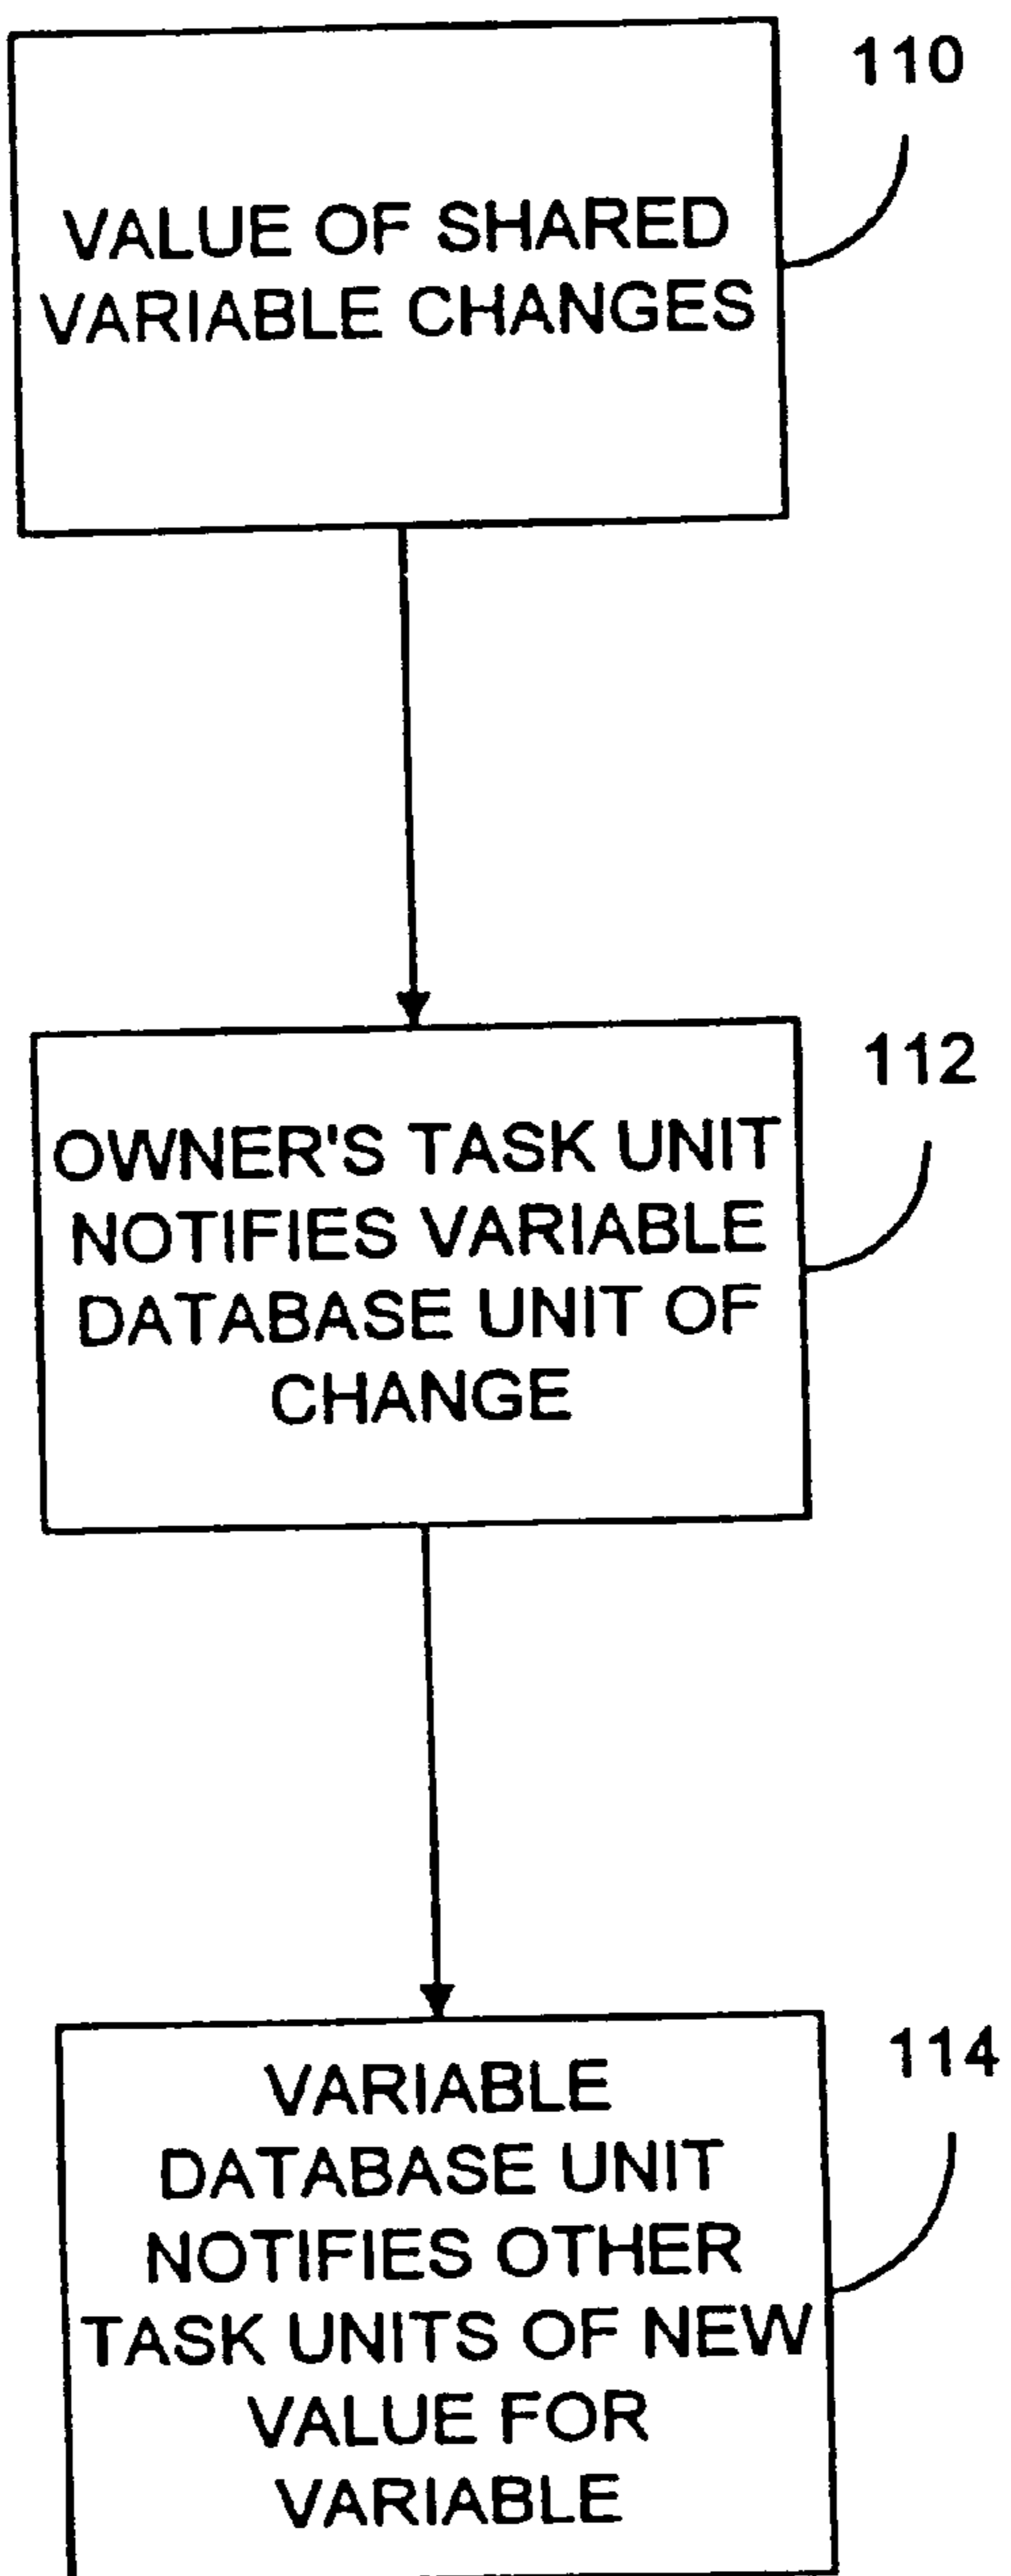 110
VALUE OF SHARED
VARIABLE CHANGES
112
OWNER'S TASK UNIT
NOTIFIES VARIABLE
DATABASE UNIT OF
CHANGE
114
VARIABLE
DATABASE UNIT
NOTIFIES OTHER
TASK UNITS OF NEW
VALUE FOR
VARIABLE